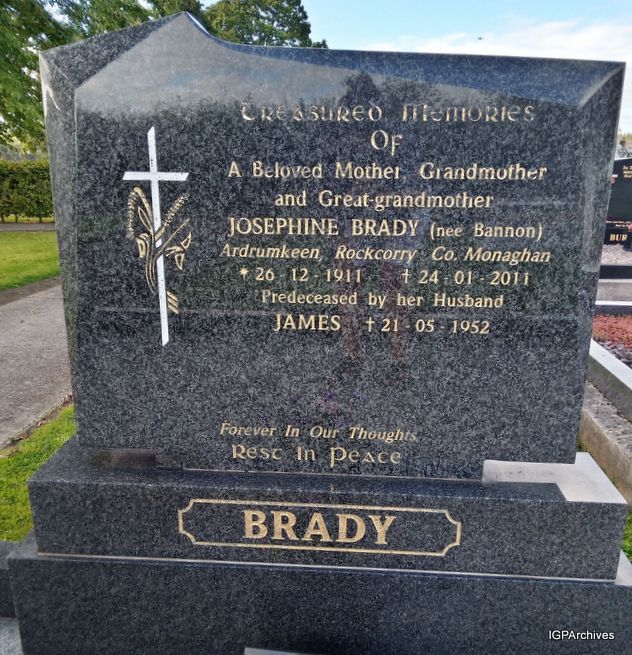 Treasured Memories
Of
A Beloved Mother Grandmother
and Great-grandmother
JOSEPHINE BRADY (nee Bannon)
Ardrumkeen, Rockcorry Co. Monaghan
* 26 - 12 - 1911 † 24 - 01 - 2011
Predeceased by her Husband
JAMES † 21 - 05 - 1952
Forever In Our Thoughts
Rest In Peace
BRADY
BUR
IGPArchives